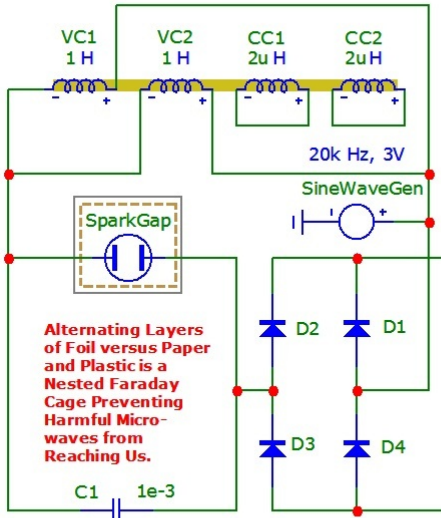 VC1 VC2 CC1 CC2
1 H 1 H 2u H 2u H
- + - + - + - +
20k Hz, 3V
SineWaveGen
- +
SparkGap
D2 D1
Alternating Layers
of Foil versus Paper
and Plastic is a
Nested Faraday
Cage Preventing
Harmful Micro-
waves from
Reaching Us.
D3 D4
C1 1e-3